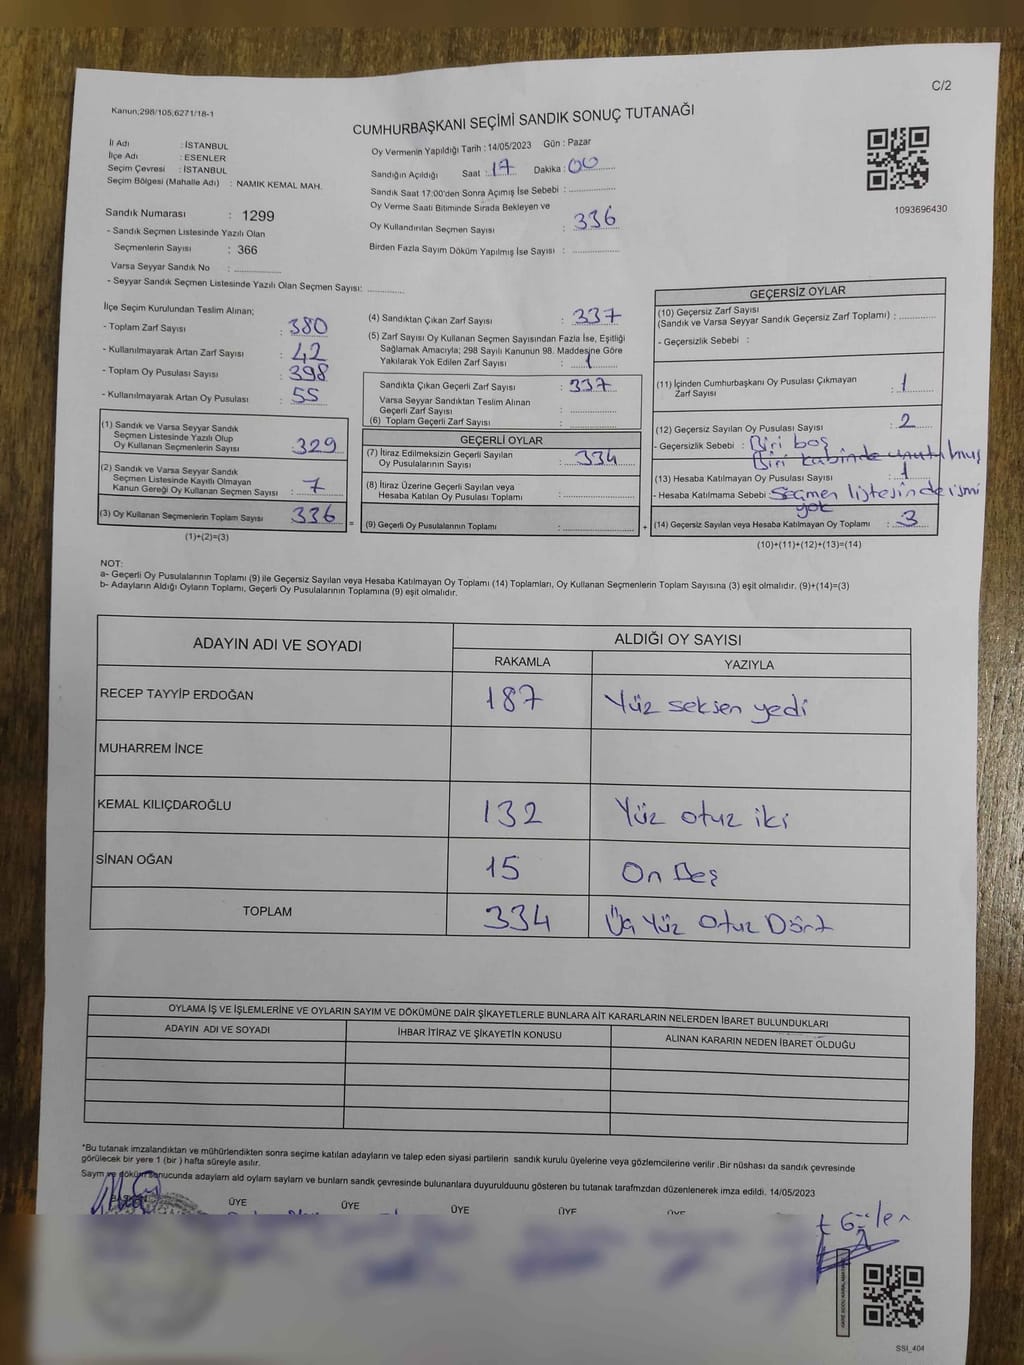 C/2
Kanun;298/105;6271/18-1
CUMHURBAŞKANI SEÇİMİ SANDIK SONUÇ TUTANAĞI
İl Adı : İSTANBUL
İlçe Adı : ESENLER
Seçim Çevresi : İSTANBUL
Seçim Bölgesi (Mahalle Adı) : NAMIK KEMAL MAH.
Sandık Numarası : 1299
- Sandık Seçmen Listesinde Yazılı Olan
Seçmenlerin Sayısı : 366
Varsa Seyyar Sandık No : ..............
- Seyyar Sandık Seçmen Listesinde Yazılı Olan Seçmen Sayısı: ...........
Oy Vermenin Yapıldığı Tarih : 14/05/2023 Gün : Pazar
Sandığın Açıldığı Saat : 17 Dakika : 00
Sandık Saat 17:00'den Sonra Açımış İse Sebebi : ..............
Oy Verme Saati Bitiminde Sırada Bekleyen ve
Oy Kullandırılan Seçmen Sayısı : 336
Birden Fazla Sayım Döküm Yapılmış İse Sayısı : ..............
1093696430
İlçe Seçim Kurulundan Teslim Alınan;
- Toplam Zarf Sayısı : 380
- Kullanılmayarak Artan Zarf Sayısı : 42
- Toplam Oy Pusulası Sayısı : 398
- Kullanılmayarak Artan Oy Pusulası : 55
(1) Sandık ve Varsa Seyyar Sandık
Seçmen Listesinde Yazılı Olup
Oy Kullanan Seçmenlerin Sayısı : 329
(2) Sandık ve Varsa Seyyar Sandık
Seçmen Listesinde Kayıtlı Olmayan
Kanun Gereği Oy Kullanan Seçmen Sayısı : 7
(3) Oy Kullanan Seçmenlerin Toplam Sayısı 336
(1)+(2)=(3)
=
(4) Sandıktan Çıkan Zarf Sayısı : 337
(5) Zarf Sayısı Oy Kullanan Seçmen Sayısından Fazla İse, Eşitliği
Sağlamak Amacıyla; 298 Sayılı Kanunun 98. Maddesine Göre
Yakılarak Yok Edilen Zarf Sayısı : 1
Sandıkta Çıkan Geçerli Zarf Sayısı : 337
Varsa Seyyar Sandıktan Teslim Alınan
Geçerli Zarf Sayısı : ..............
(6) Toplam Geçerli Zarf Sayısı : ..............
GEÇERLİ OYLAR
(7) İtiraz Edilmeksizin Geçerli Sayılan
Oy Pusulalarının Sayısı : 334
(8) İtiraz Üzerine Geçerli Sayılan veya
Hesaba Katılan Oy Pusulası Toplamı : ..............
(9) Geçerli Oy Pusulalarının Toplamı : ..............
+
GEÇERSİZ OYLAR
(10) Geçersiz Zarf Sayısı
(Sandık ve Varsa Seyyar Sandık Geçersiz Zarf Toplamı) : ...........
- Geçersizlik Sebebi :
(11) İçinden Cumhurbaşkanı Oy Pusulası Çıkmayan
Zarf Sayısı : 1
(12) Geçersiz Sayılan Oy Pusulası Sayısı : 2
- Geçersizlik Sebebi : Biri boş
Biri kabinde unutulmuş
(13) Hesaba Katılmayan Oy Pusulası Sayısı : 1
- Hesaba Katılmama Sebebi : Seçmen listesinde ismi
yok
(14) Geçersiz Sayılan veya Hesaba Katılmayan Oy Toplamı : 3
(10)+(11)+(12)+(13)=(14)
NOT:
a- Geçerli Oy Pusulalarının Toplamı (9) ile Geçersiz Sayılan veya Hesaba Katılmayan Oy Toplamı (14) Toplamları, Oy Kullanan Seçmenlerin Toplam Sayısına (3) eşit olmalıdır. (9)+(14)=(3)
b- Adayların Aldığı Oyların Toplamı, Geçerli Oy Pusulalarının Toplamına (9) eşit olmalıdır.
ADAYIN ADI VE SOYADI
ALDIĞI OY SAYISI
RAKAMLA YAZIYLA
RECEP TAYYİP ERDOĞAN 187 Yüz seksen yedi
MUHARREM İNCE
KEMAL KILIÇDAROĞLU 132 Yüz otuz iki
SİNAN OĞAN 15 On Beş
TOPLAM 334 Üç Yüz Otuz Dört
OYLAMA İŞ VE İŞLEMLERİNE VE OYLARIN SAYIM VE DÖKÜMÜNE DAİR ŞİKAYETLERLE BUNLARA AİT KARARLARIN NELERDEN İBARET BULUNDUKLARI
ADAYIN ADI VE SOYADI İHBAR İTİRAZ VE ŞİKAYETİN KONUSU ALINAN KARARIN NEDEN İBARET OLDUĞU
*Bu tutanak imzalandıktan ve mühürlendikten sonra seçime katılan adayların ve talep eden siyasi partilerin sandık kurulu üyelerine veya gözlemcilerine verilir .Bir nüshası da sandık çevresinde
görülecek bir yere 1 (bir ) hafta süreyle asılır.
Sayım ve döküm sonucunda adayların ald oyların sayların ve bunların sandk çevresinde bulunanlara duyurulduunu gösteren bu tutanak tarafmzdan düzenlenerek imza edildi. 14/05/2023
BAŞKAN ÜYE ÜYE ÜYE ÜYE ÜYE
SSI_404